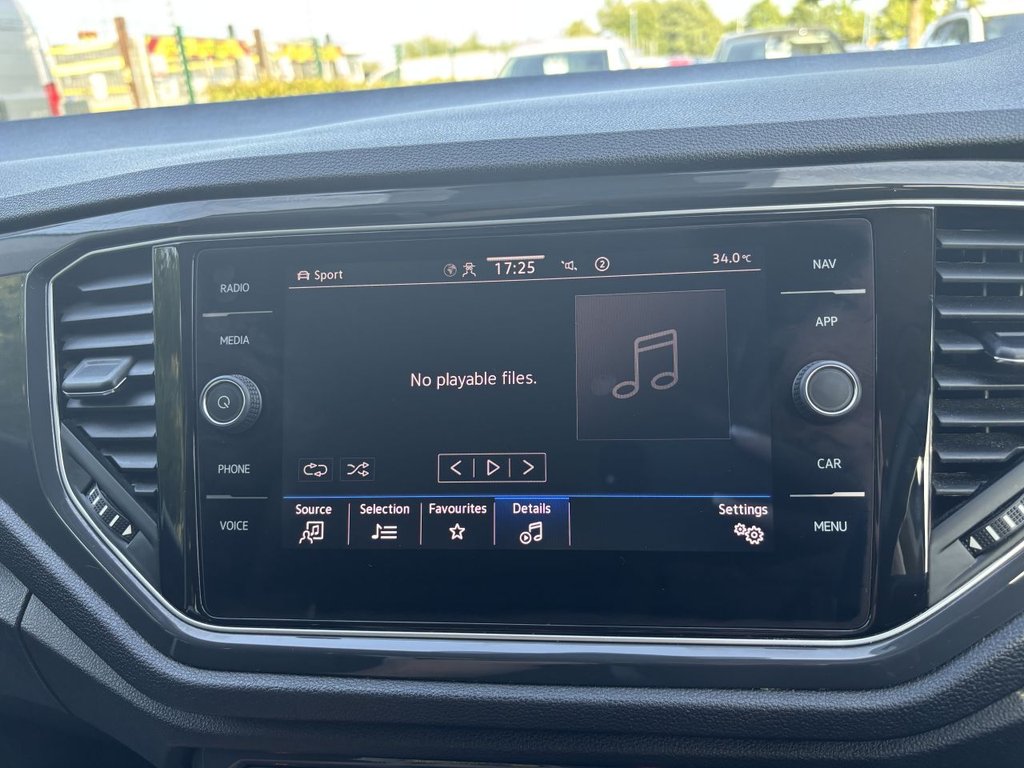 Sport
17:25
2
34.0°C
RADIO
MEDIA
PHONE
VOICE
No playable files.
Source
Selection
Favourites
Details
Settings
NAV
APP
CAR
MENU